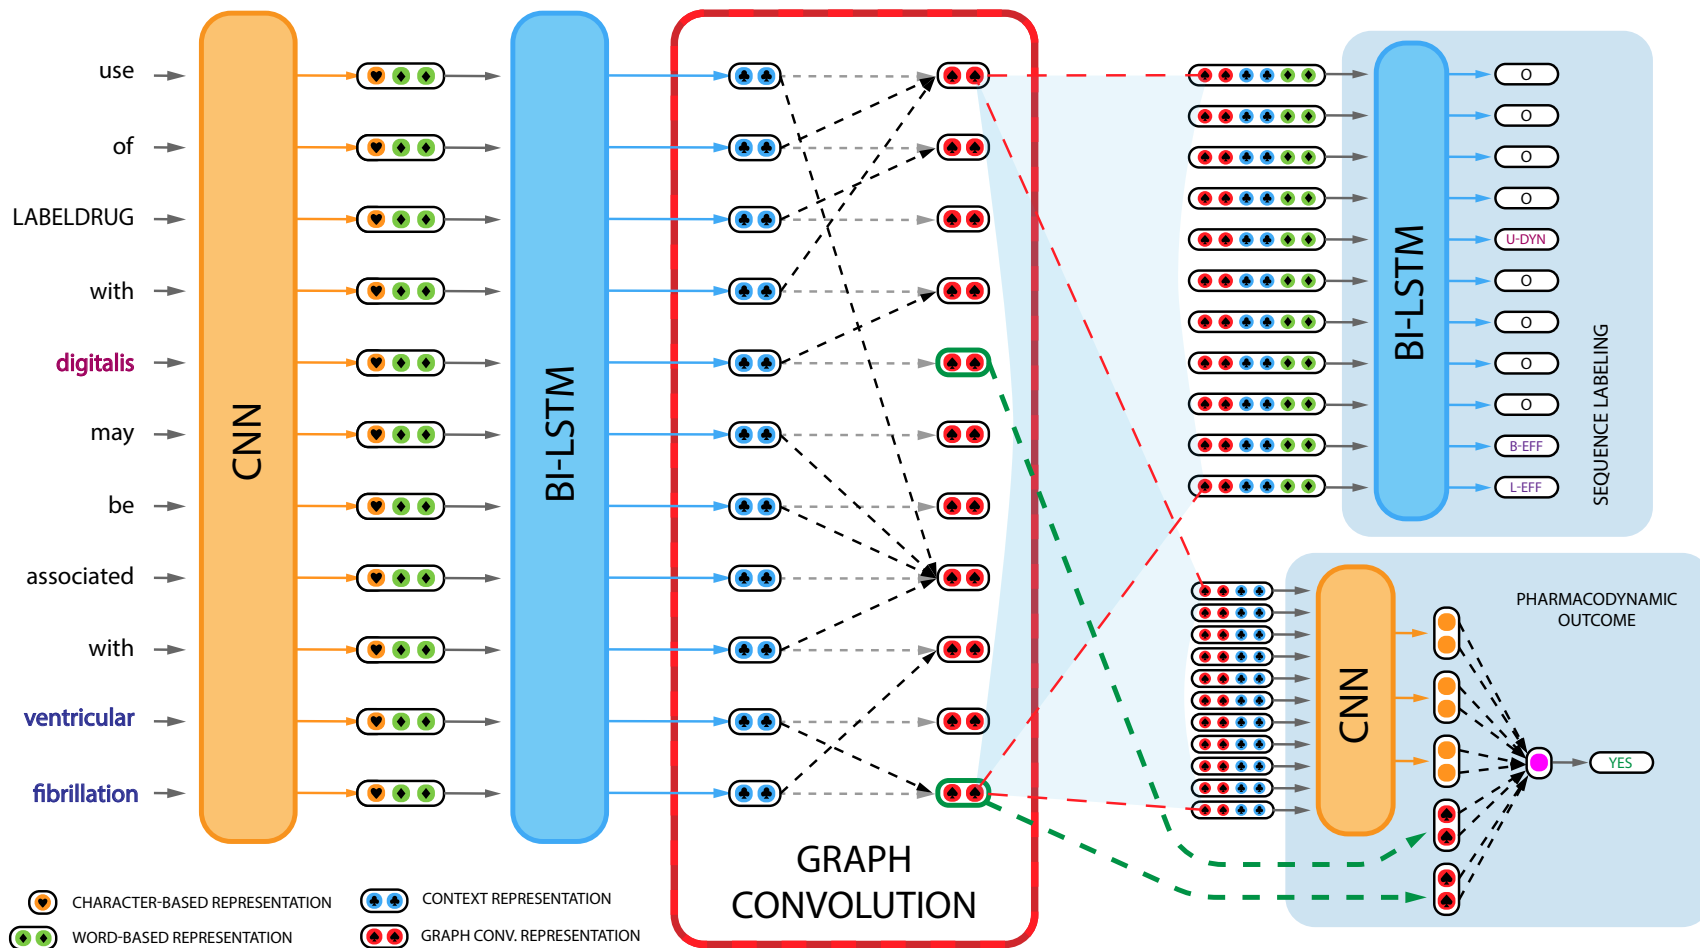 use
of
LABELDRUG
with
digitalis
may
be
associated
with
ventricular
fibrillation
CNN
BI-LSTM
GRAPH
CONVOLUTION
BI-LSTM
O
O
O
O
U-DYN
O
O
O
O
B-EFF
L-EFF
SEQUENCE LABELING
CNN
PHARMACODYNAMIC
OUTCOME
YES
CHARACTER-BASED REPRESENTATION
WORD-BASED REPRESENTATION
CONTEXT REPRESENTATION
GRAPH CONV. REPRESENTATION